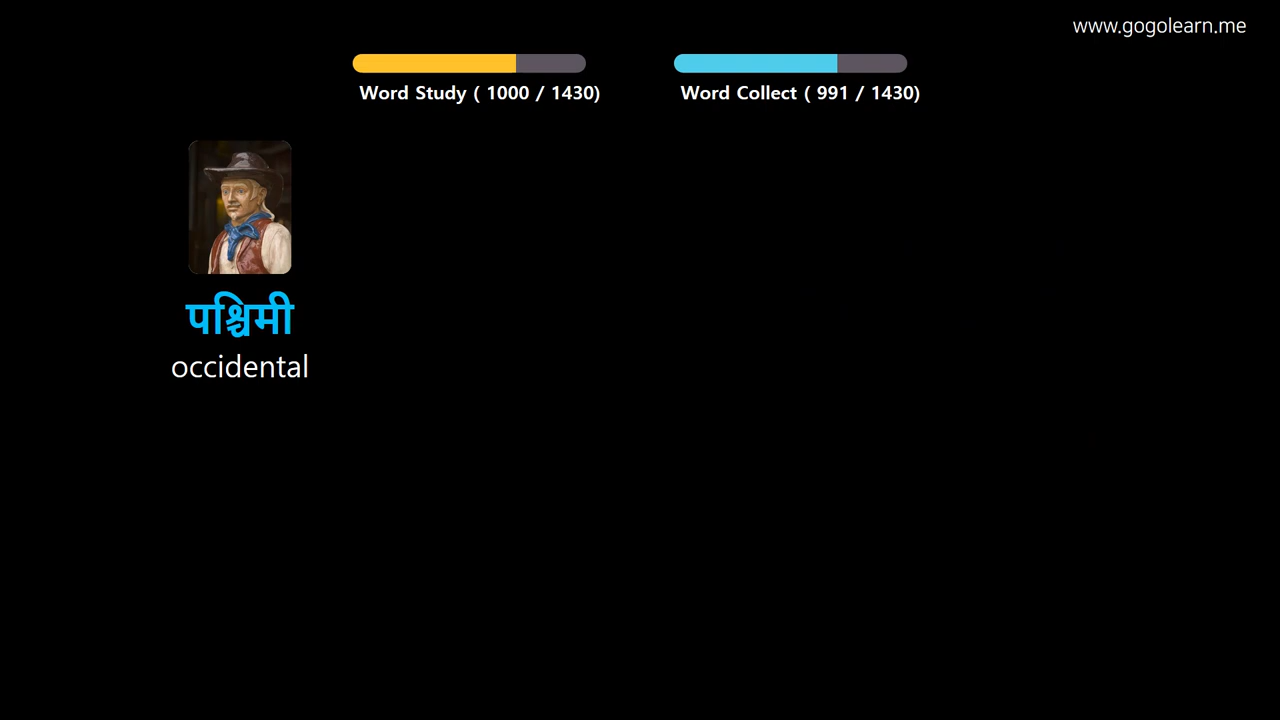 www.gogolearn.me
Word Study ( 1000 / 1430)
Word Collect ( 991 / 1430)
पश्चिमी
occidental